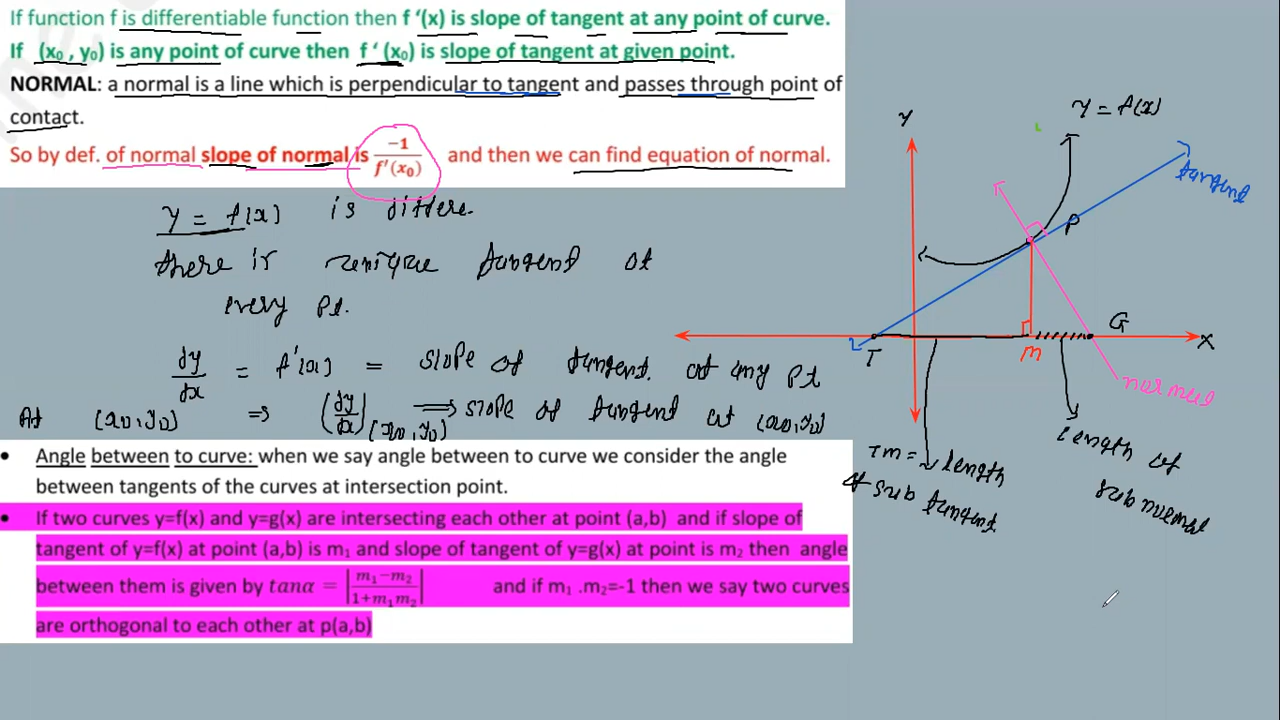 If function f is differentiable function then f '(x) is slope of tangent at any point of curve.
If (x₀ , y₀) is any point of curve then f ' (x₀) is slope of tangent at given point.
NORMAL: a normal is a line which is perpendicular to tangent and passes through point of
contact.
So by def. of normal slope of normal is -1/f'(x₀) and then we can find equation of normal.
y = f(x) is differe.
there is unique tangent at
every pt.
dy/dx = f'(x) = slope of tangent. at any pt
At (x₀,y₀) ⇒ (dy/dx)(x₀,y₀) ⟹ slope of tangent at (x₀,y₀)
• Angle between to curve: when we say angle between to curve we consider the angle
between tangents of the curves at intersection point.
• If two curves y=f(x) and y=g(x) are intersecting each other at point (a,b) and if slope of
tangent of y=f(x) at point (a,b) is m₁ and slope of tangent of y=g(x) at point is m₂ then angle
between them is given by tanα = |m₁−m₂/1+m₁m₂| and if m₁ .m₂=-1 then we say two curves
are orthogonal to each other at p(a,b)
Y
y = f(x)
tangent
P
T
M
G
X
normal
TM = length
of sub tangent
length of
subnormal